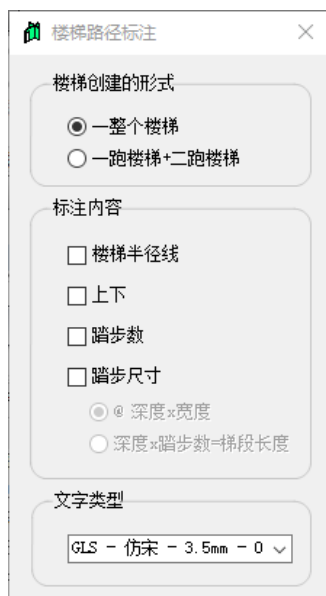 楼梯路径标注
楼梯创建的形式
一整个楼梯
一跑楼梯+二跑楼梯
标注内容
楼梯半径线
上下
踏步数
踏步尺寸
@ 深度x宽度
深度x踏步数=梯段长度
文字类型
GLS - 仿宋 - 3.5mm - 0